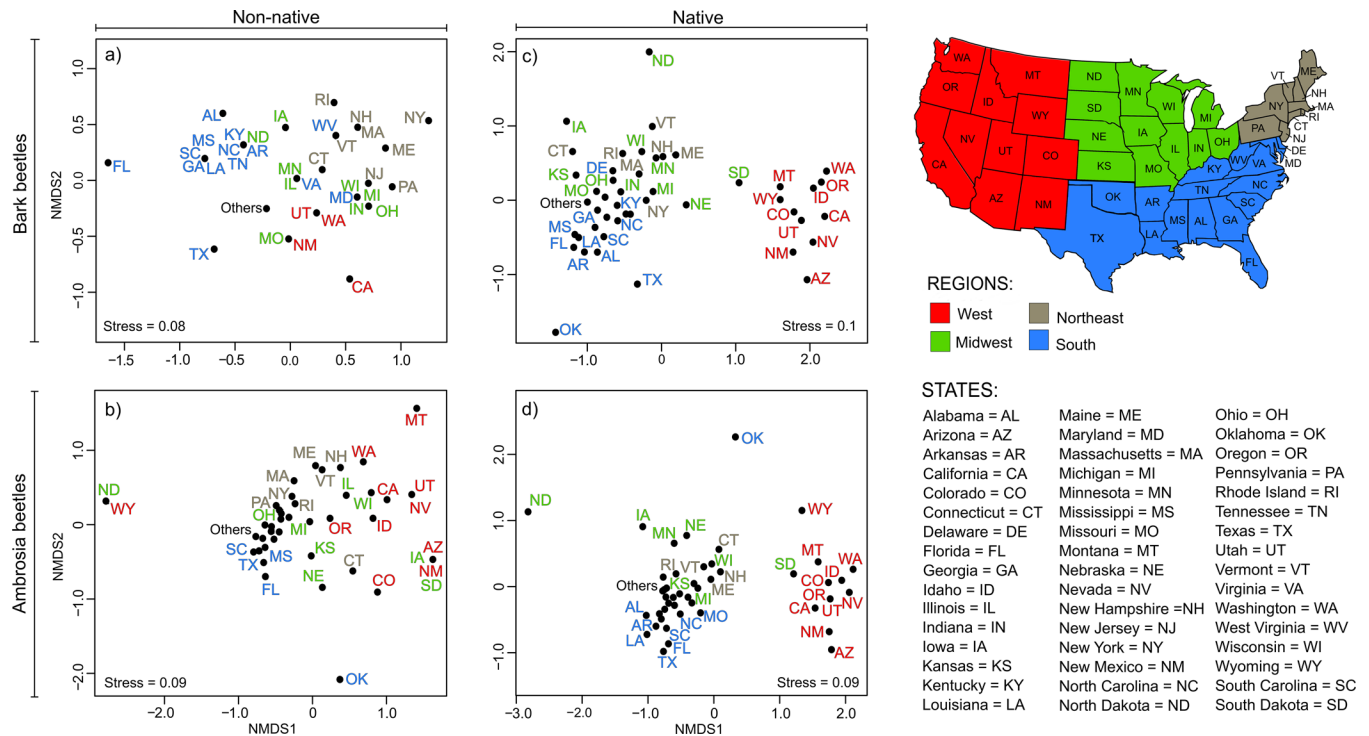 Non-native
Native
Bark beetles
Ambrosia beetles
a)
NMDS2
1.0
0.5
0.0
−0.5
−1.0
−1.5 −1.0 −0.5 0.0 0.5 1.0
RI
AL IA NH NY
MS KY WV MA
SC NC ND AR VT ME
FL GA LA TN CT
MN NJ
IL VA WI MI PA
MD
Others UT WA IN OH
MO NM
TX
CA
Stress = 0.08
c)
2.0
1.0
0
−1.0
−1.0 0 1.0 2.0
ND
IA VT
CT WI
DE MA NH ME
KS OH MN SD WA
MO IN MI MT OR
Others KY NE ID
GA NC NY CO CA
MS UT
FL LA SC NM NV
AR AL
TX AZ
OK
Stress = 0.1
b)
NMDS2
1.0
0
−1.0
−2.0
−2.0 −1.0 0 1.0
NMDS1
MT
ME NH WA
MA VT
ND NY IL CA UT
WY PA RI WI NV
OH MI OR ID
Others
SC MS KS AZ
TX CT IA
FL NE CO NM
SD
OK
Stress = 0.09
d)
2.0
1.0
0
−1.0
−3.0 −2.0 −1.0 0 1.0 2.0
NMDS1
OK
ND WY
IA NE
MN CT
RI VT WI MT WA
SD ID
Others KS NH CO
ME
MI OR NV
AL MO CA UT
AR NC
LA SC NM
FL AZ
TX
Stress = 0.09
WA
MT ND ME
OR MN VT
ID SD WI NH
WY MI NY MA
RI
NE IA PA CT
NV NJ
UT CO IL IN OH DE
CA KS MO WV VA MD
KY
TN NC
AZ NM OK AR SC
MS AL GA
TX LA
FL
REGIONS:
West Northeast
Midwest South
STATES:
Alabama = AL Maine = ME Ohio = OH
Arizona = AZ Maryland = MD Oklahoma = OK
Arkansas = AR Massachusetts = MA Oregon = OR
California = CA Michigan = MI Pennsylvania = PA
Colorado = CO Minnesota = MN Rhode Island = RI
Connecticut = CT Mississippi = MS Tennessee = TN
Delaware = DE Missouri = MO Texas = TX
Florida = FL Montana = MT Utah = UT
Georgia = GA Nebraska = NE Vermont = VT
Idaho = ID Nevada = NV Virginia = VA
Illinois = IL New Hampshire =NH Washington = WA
Indiana = IN New Jersey = NJ West Virginia = WV
Iowa = IA New York = NY Wisconsin = WI
Kansas = KS New Mexico = NM Wyoming = WY
Kentucky = KY North Carolina = NC South Carolina = SC
Louisiana = LA North Dakota = ND South Dakota = SD